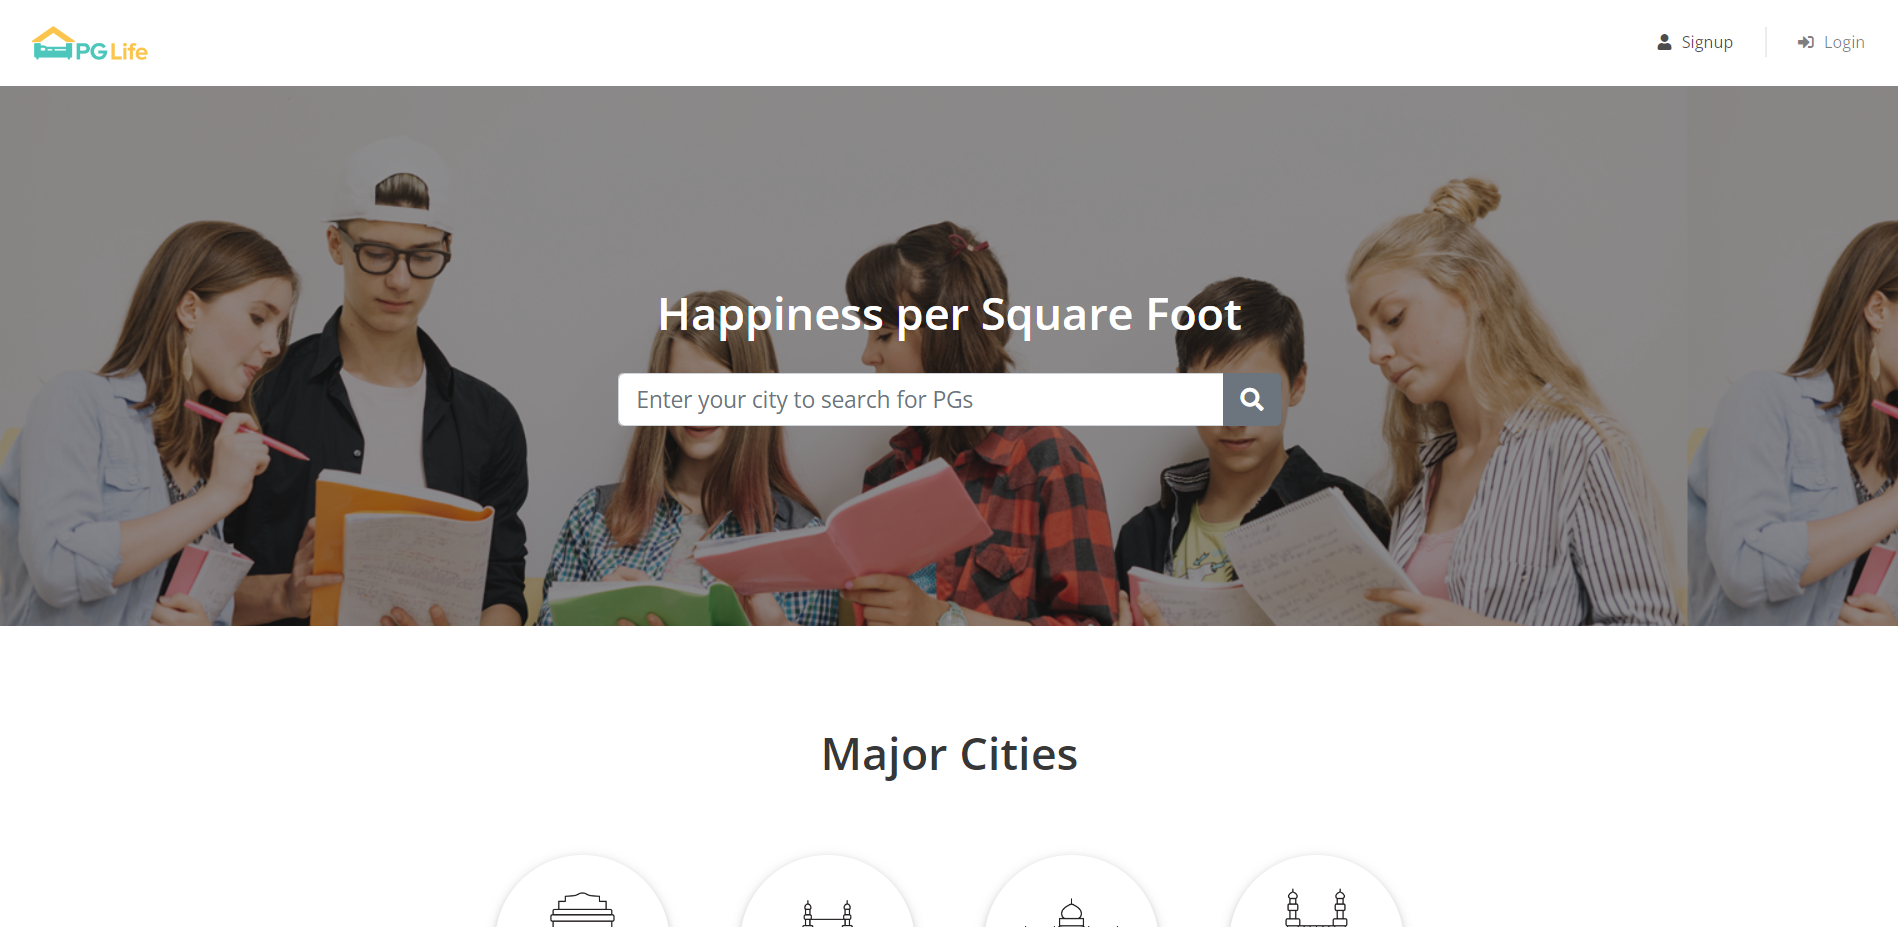 PG Life
Signup
Login
Happiness per Square Foot
Enter your city to search for PGs
Major Cities